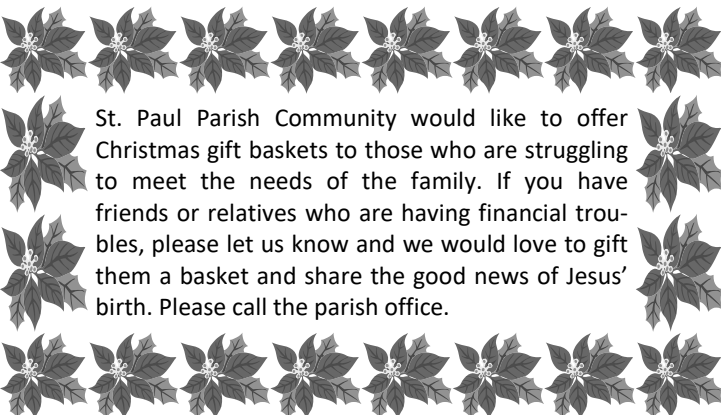 St. Paul Parish Community would like to offer
Christmas gift baskets to those who are struggling
to meet the needs of the family. If you have
friends or relatives who are having financial trou-
bles, please let us know and we would love to gift
them a basket and share the good news of Jesus’
birth. Please call the parish office.